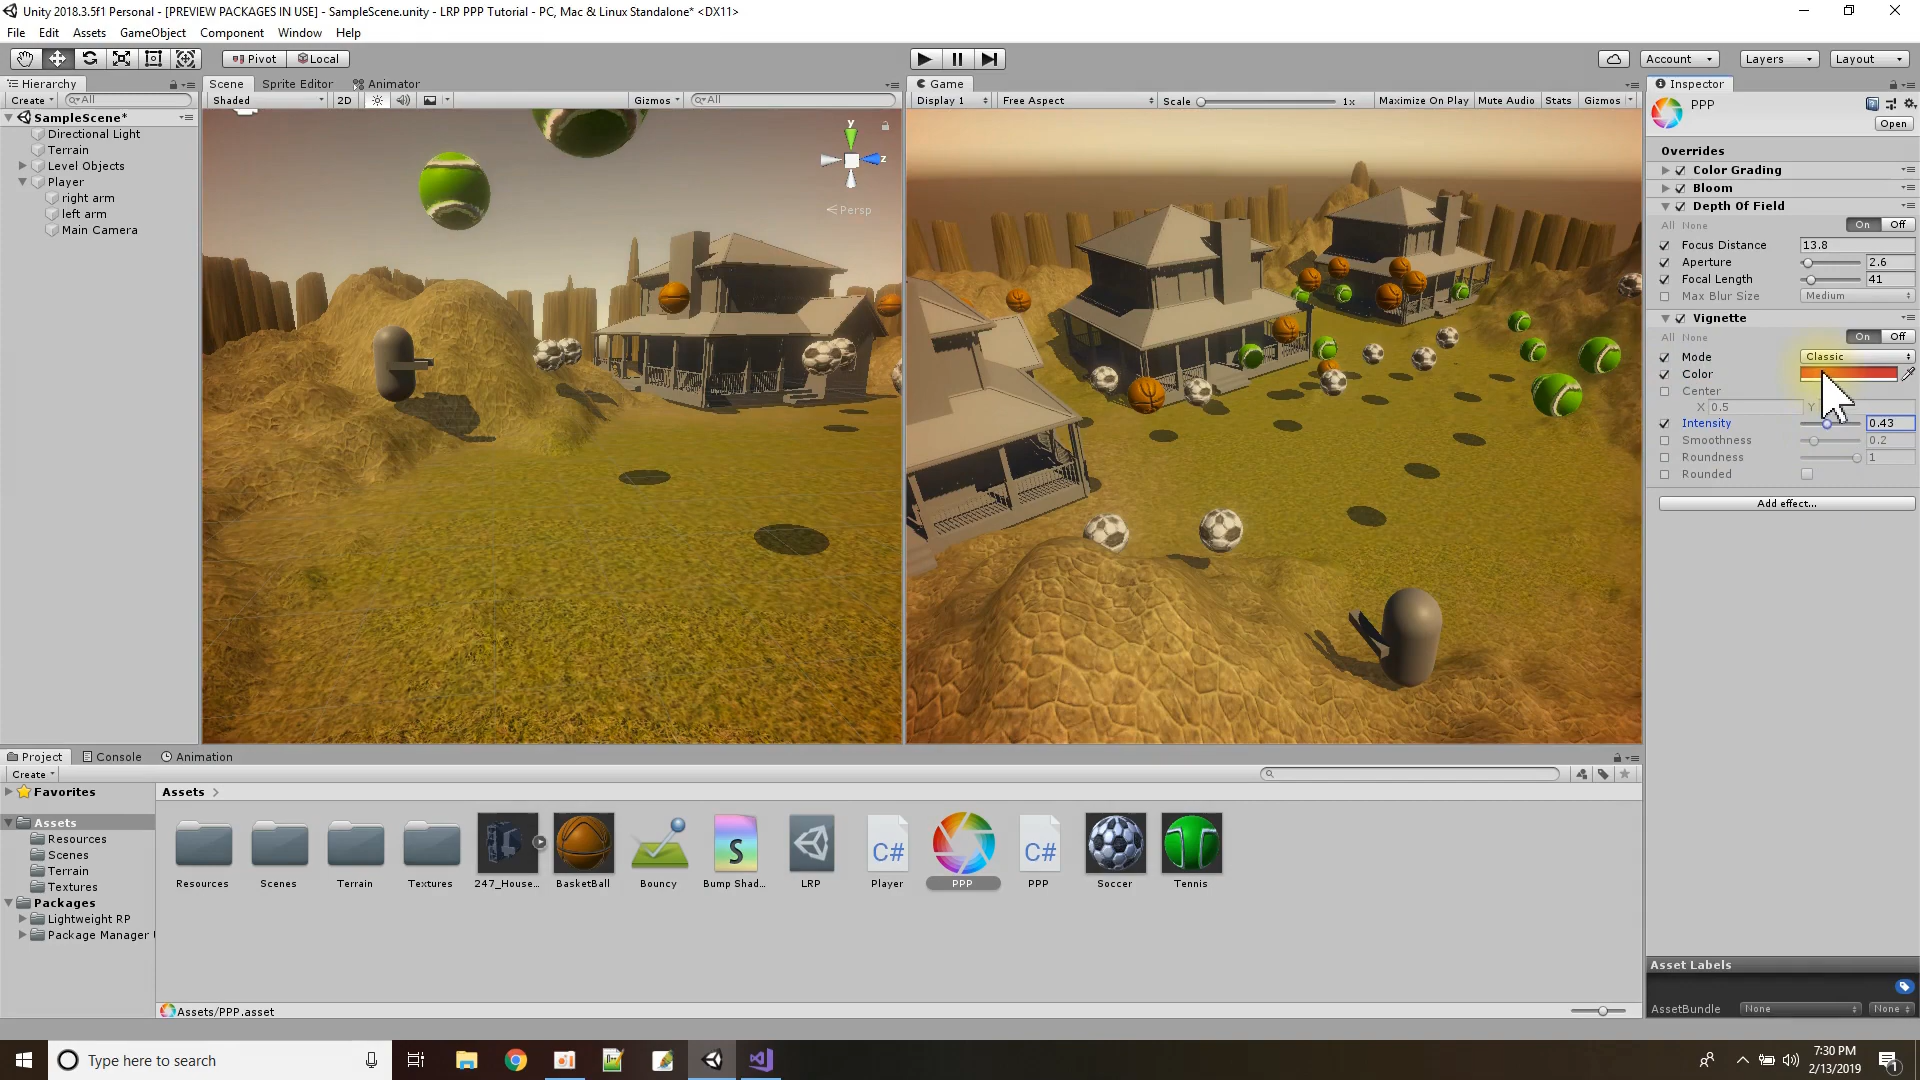 Unity 2018.3.5f1 Personal - [PREVIEW PACKAGES IN USE] - SampleScene.unity - LRP PPP Tutorial - PC, Mac & Linux Standalone* <DX11>
File Edit Assets GameObject Component Window Help
Pivot Local Account Layers Layout
Hierarchy
Create All
SampleScene*
Directional Light
Terrain
Level Objects
Player
right arm
left arm
Main Camera
Scene Sprite Editor Animator
Shaded 2D Gizmos All
y
z
Persp
Game
Display 1 Free Aspect Scale 1x Maximize On Play Mute Audio Stats Gizmos
Inspector
PPP
Open
Overrides
Color Grading
Bloom
Depth Of Field
All None On Off
Focus Distance 13.8
Aperture 2.6
Focal Length 41
Max Blur Size Medium
Vignette
All None On Off
Mode Classic
Color
Center
X 0.5 Y
Intensity 0.43
Smoothness 0.2
Roundness 1
Rounded
Add effect...
Project Console Animation
Create
Favorites
Assets
Resources
Scenes
Terrain
Textures
Packages
Lightweight RP
Package Manager
Assets
S C# C#
Resources Scenes Terrain Textures 247_House... BasketBall Bouncy Bump Shad... LRP Player PPP PPP Soccer Tennis
Assets/PPP.asset
Asset Labels
AssetBundle None None
Type here to search
7:30 PM
2/13/2019
1